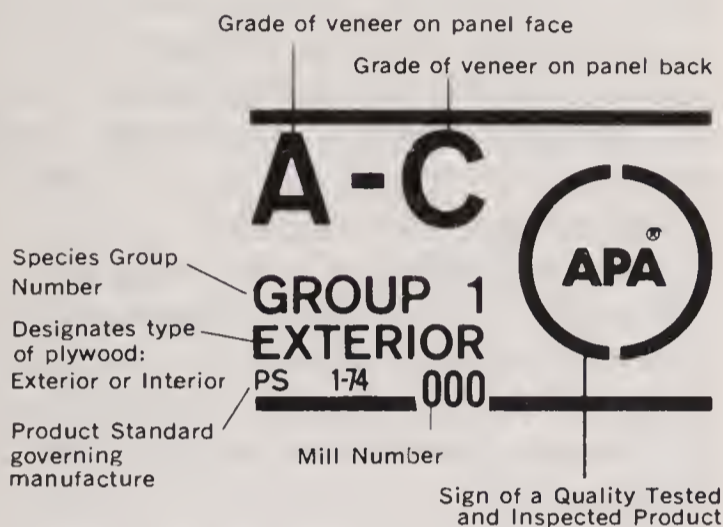 Grade of veneer on panel face
Grade of veneer on panel back
A-C
APA®
Species Group
Number
GROUP 1
Designates type
of plywood:
Exterior or Interior
EXTERIOR
PS 1-74 000
Product Standard
governing
manufacture
Mill Number
Sign of a Quality Tested
and Inspected Product